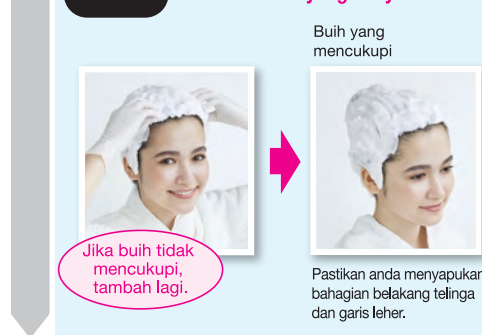 Buih yang
mencukupi
Jika buih tidak
mencukupi,
tambah lagi.
Pastikan anda menyapukan
bahagian belakang telinga
dan garis leher.